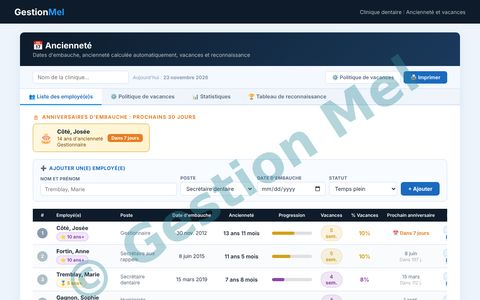 GestionMel
Clinique dentaire : Ancienneté et vacances
Ancienneté
Dates d'embauche, ancienneté calculée automatiquement, vacances et reconnaissance
Nom de la clinique...
Aujourd'hui : 23 novembre 2026
Politique de vacances
Imprimer
Liste des employé(e)s
Politique de vacances
Statistiques
Tableau de reconnaissance
ANNIVERSAIRES D'EMBAUCHE : PROCHAINS 30 JOURS
Côté, Josée
14 ans d'ancienneté
Gestionnaire
Dans 7 jours
AJOUTER UN(E) EMPLOYÉ(E)
NOM ET PRÉNOM
POSTE
DATE D'EMBAUCHE
STATUT
Tremblay, Marie
Secrétaire dentaire
mm/dd/yyyy
Temps plein
+ Ajouter
# Employé(e) Poste Date d'embauche Ancienneté Progression Vacances % Vacances Prochain anniversaire
1 Côté, Josée Gestionnaire 30 nov. 2012 13 ans 11 mois 5 sem. 10% Dans 7 jours
10 ans+
2 Fortin, Anne Secrétaire aux rappels 8 juin 2015 11 ans 5 mois 5 sem. 10% 8 juin
10 ans+
3 Tremblay, Marie Secrétaire dentaire 15 mars 2019 7 ans 8 mois 4 sem. 8% 15 mars
5 ans+
Gagnon, Sophie
© Gestion Mel